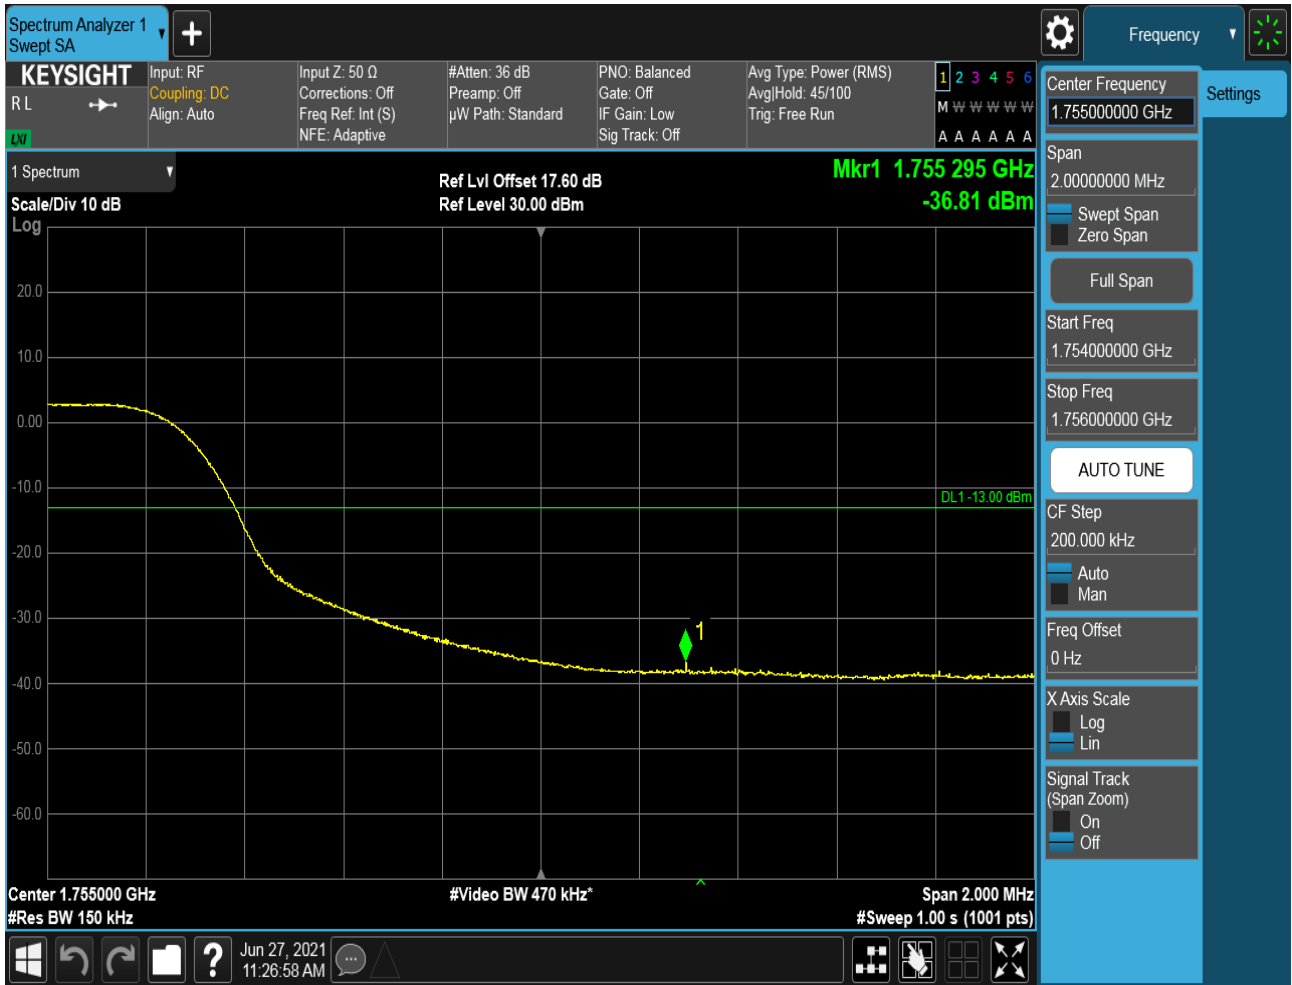 Spectrum Analyzer 1
Swept SA
Frequency
KEYSIGHT
R L
LXI
Input: RF
Coupling: DC
Align: Auto
Input Z: 50 Ω
Corrections: Off
Freq Ref: Int (S)
NFE: Adaptive
#Atten: 36 dB
Preamp: Off
µW Path: Standard
PNO: Balanced
Gate: Off
IF Gain: Low
Sig Track: Off
Avg Type: Power (RMS)
Avg|Hold: 45/100
Trig: Free Run
1 2 3 4 5 6
M W W W W W
A A A A A A
1 Spectrum
Scale/Div 10 dB
Log
Ref Lvl Offset 17.60 dB
Ref Level 30.00 dBm
Mkr1 1.755 295 GHz
-36.81 dBm
20.0
10.0
0.00
-10.0
-20.0
-30.0
-40.0
-50.0
-60.0
DL1 -13.00 dBm
1
Center 1.755000 GHz
#Res BW 150 kHz
#Video BW 470 kHz*
Span 2.000 MHz
#Sweep 1.00 s (1001 pts)
?
Jun 27, 2021
11:26:58 AM
Center Frequency
1.755000000 GHz
Settings
Span
2.00000000 MHz
Swept Span
Zero Span
Full Span
Start Freq
1.754000000 GHz
Stop Freq
1.756000000 GHz
AUTO TUNE
CF Step
200.000 kHz
Auto
Man
Freq Offset
0 Hz
X Axis Scale
Log
Lin
Signal Track
(Span Zoom)
On
Off